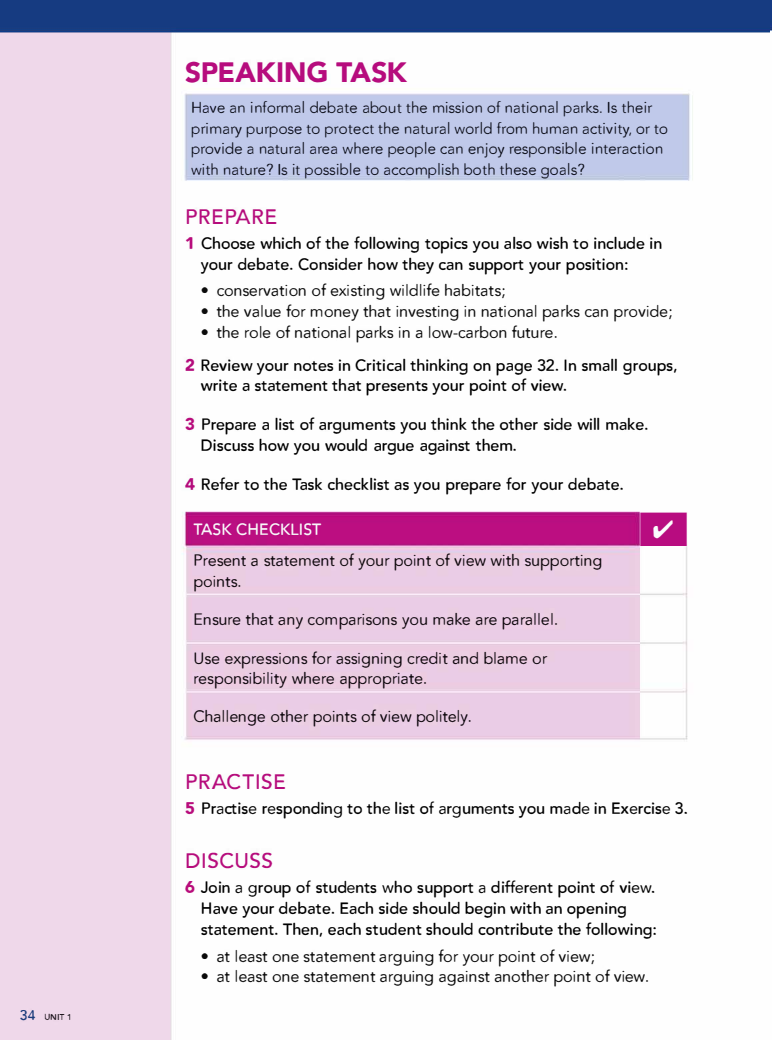 SPEAKING TASK
Have an informal debate about the mission of national parks. Is their
primary purpose to protect the natural world from human activity, or to
provide a natural area where people can enjoy responsible interaction
with nature? Is it possible to accomplish both these goals?
PREPARE
1 Choose which of the following topics you also wish to include in
your debate. Consider how they can support your position:
• conservation of existing wildlife habitats;
• the value for money that investing in national parks can provide;
• the role of national parks in a low-carbon future.
2 Review your notes in Critical thinking on page 32. In small groups,
write a statement that presents your point of view.
3 Prepare a list of arguments you think the other side will make.
Discuss how you would argue against them.
4 Refer to the Task checklist as you prepare for your debate.
TASK CHECKLIST ✔
Present a statement of your point of view with supporting
points.
Ensure that any comparisons you make are parallel.
Use expressions for assigning credit and blame or
responsibility where appropriate.
Challenge other points of view politely.
PRACTISE
5 Practise responding to the list of arguments you made in Exercise 3.
DISCUSS
6 Join a group of students who support a different point of view.
Have your debate. Each side should begin with an opening
statement. Then, each student should contribute the following:
• at least one statement arguing for your point of view;
• at least one statement arguing against another point of view.
34 UNIT 1